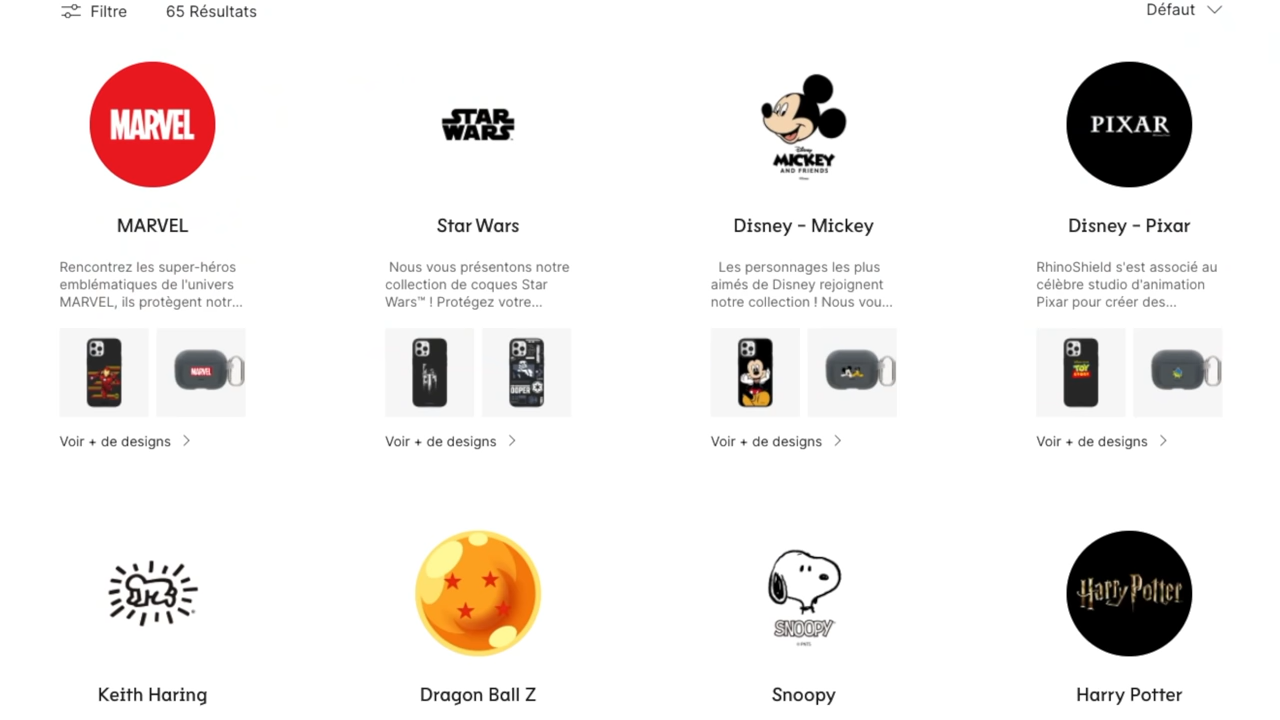 Filtre
65 Résultats
Défaut
MARVEL
STAR WARS
Disney
MICKEY
AND FRIENDS
PIXAR
MARVEL
Star Wars
Disney - Mickey
Disney - Pixar
Rencontrez les super-héros
emblématiques de l'univers
MARVEL, ils protègent notr...
Nous vous présentons notre
collection de coques Star
Wars™ ! Protégez votre...
Les personnages les plus
aimés de Disney rejoignent
notre collection ! Nous vou...
RhinoShield s'est associé au
célèbre studio d'animation
Pixar pour créer des...
MARVEL
OOPER
TOY
STORY
Voir + de designs
Voir + de designs
Voir + de designs
Voir + de designs
SNOOPY
Harry Potter
Keith Haring
Dragon Ball Z
Snoopy
Harry Potter